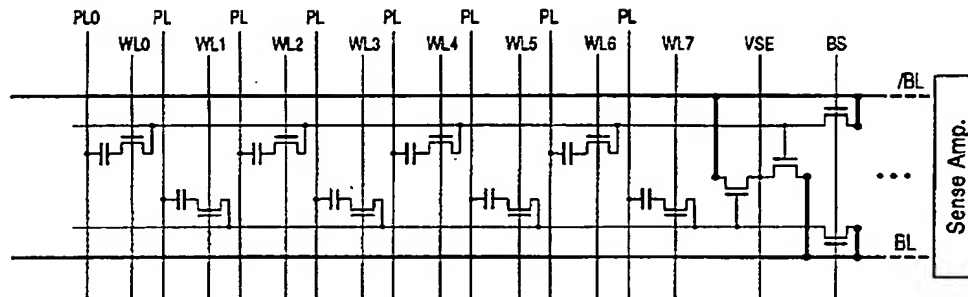 PL0 PL PL PL PL PL PL PL
WL0 WL1 WL2 WL3 WL4 WL5 WL6 WL7 VSE BS
/BL
Sense Amp.
BL